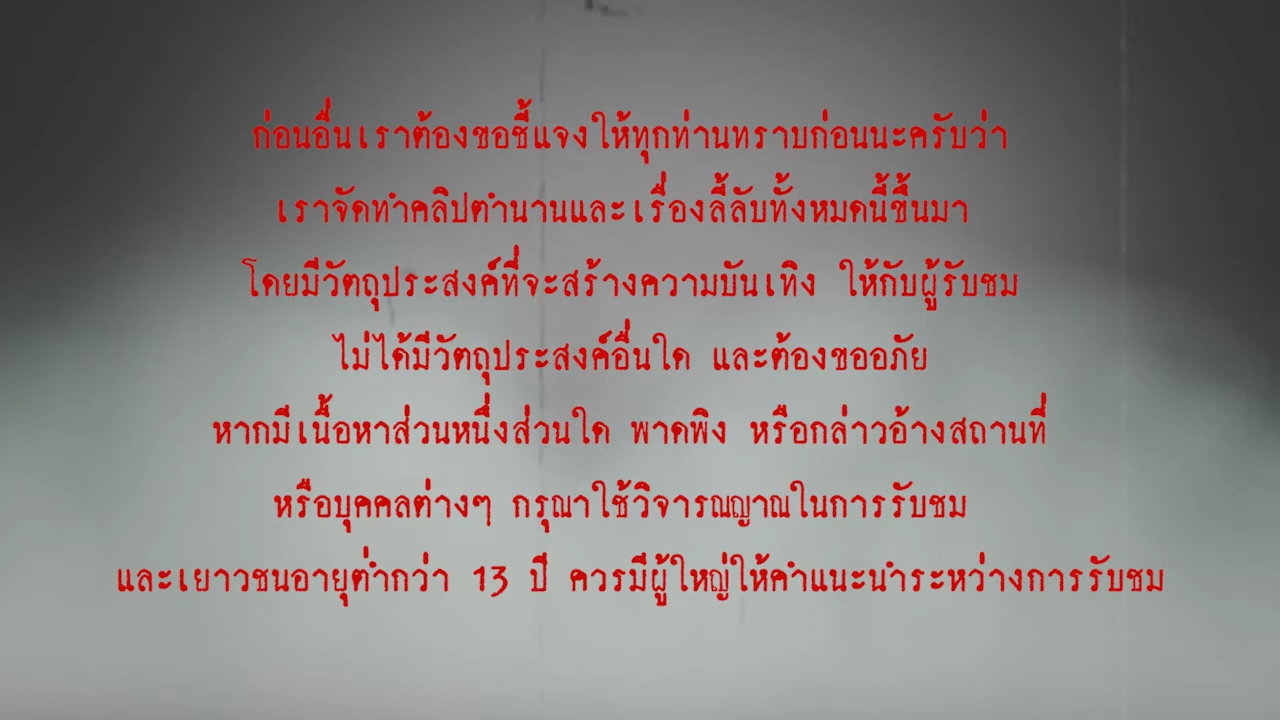 ก่อนอื่นเราต้องขอชี้แจงให้ทุกท่านทราบก่อนนะครับว่า
เราจัดทำคลิปตำนานและเรื่องลี้ลับทั้งหมดนี้ขึ้นมา
โดยมีวัตถุประสงค์ที่จะสร้างความบันเทิง ให้กับผู้รับชม
ไม่ได้มีวัตถุประสงค์อื่นใด และต้องขออภัย
หากมีเนื้อหาส่วนหนึ่งส่วนใด พาดพิง หรือกล่าวอ้างสถานที่
หรือบุคคลต่างๆ กรุณาใช้วิจารณญาณในการรับชม
และเยาวชนอายุต่ำกว่า 13 ปี ควรมีผู้ใหญ่ให้คำแนะนำระหว่างการรับชม